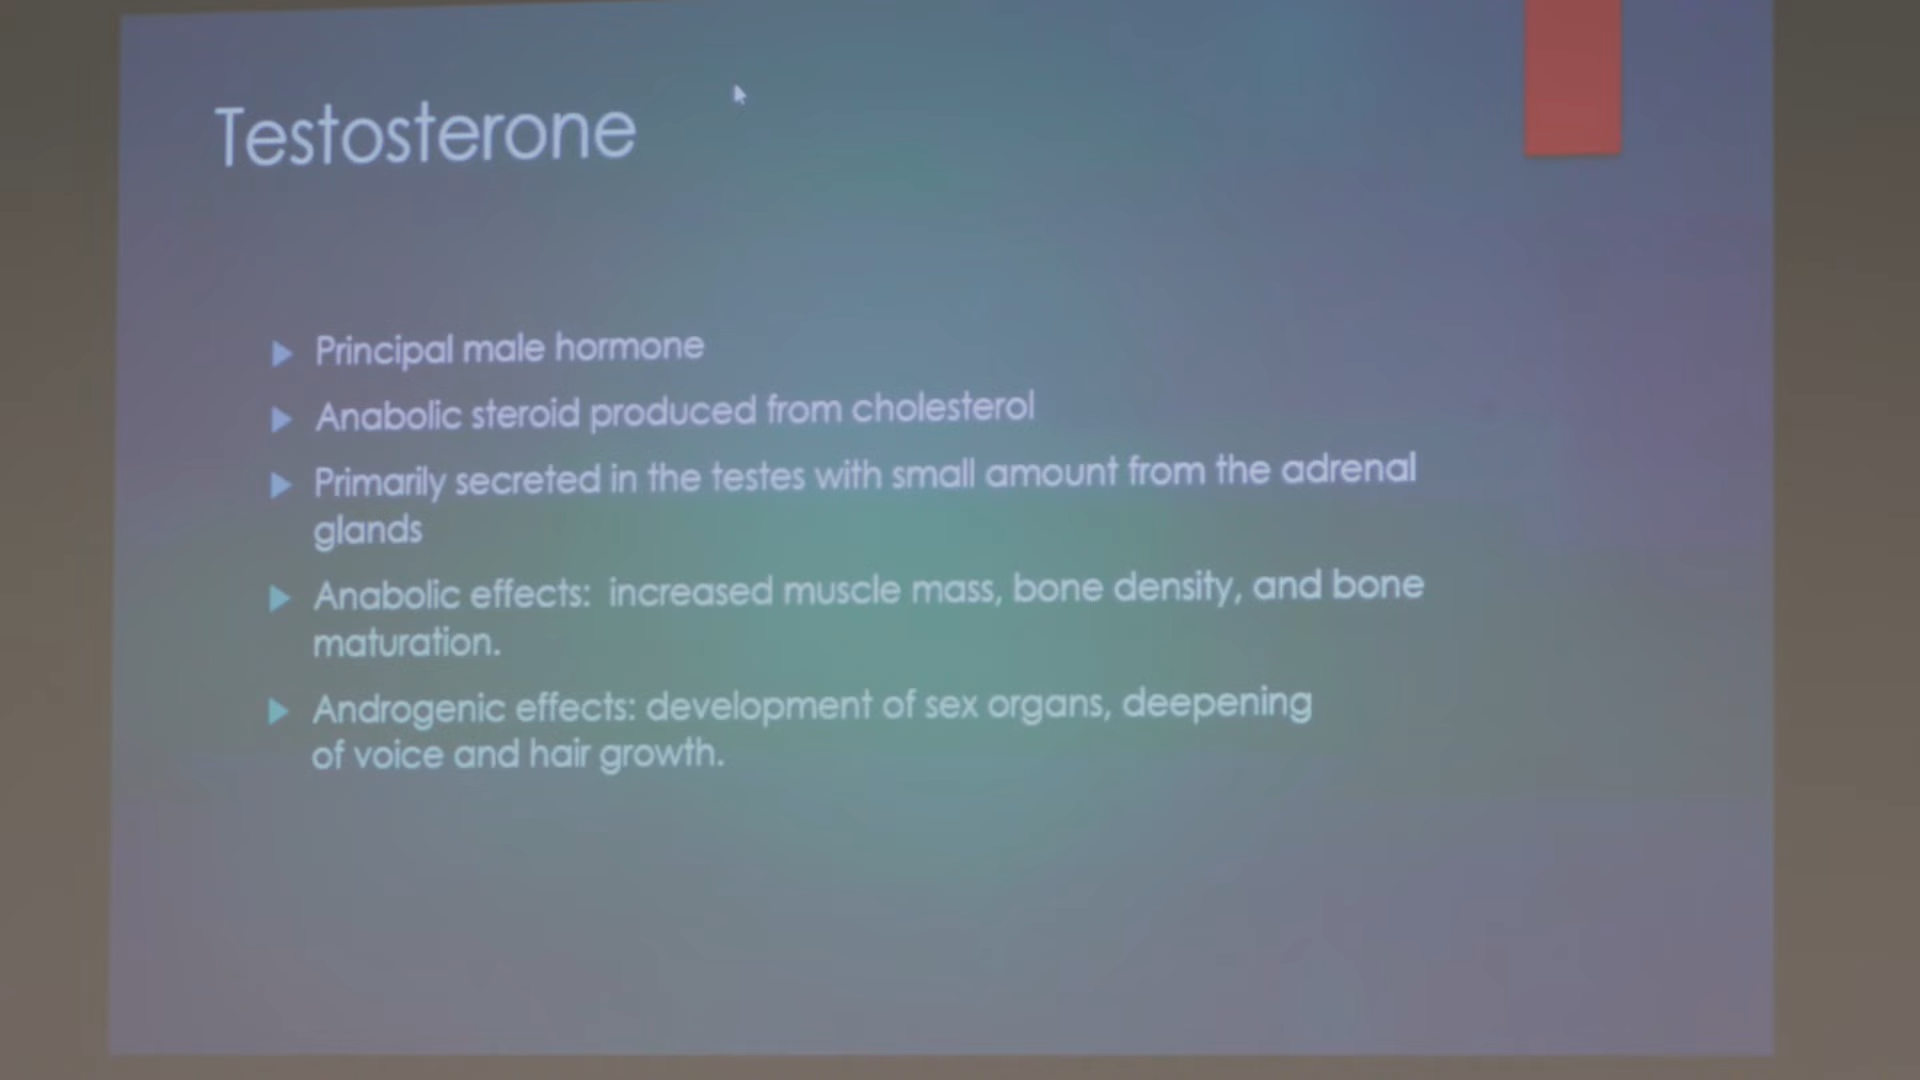 Testosterone
Principal male hormone
Anabolic steroid produced from cholesterol
Primarily secreted in the testes with small amount from the adrenal
glands
Anabolic effects:  increased muscle mass, bone density, and bone
maturation.
Androgenic effects: development of sex organs, deepening
of voice and hair growth.